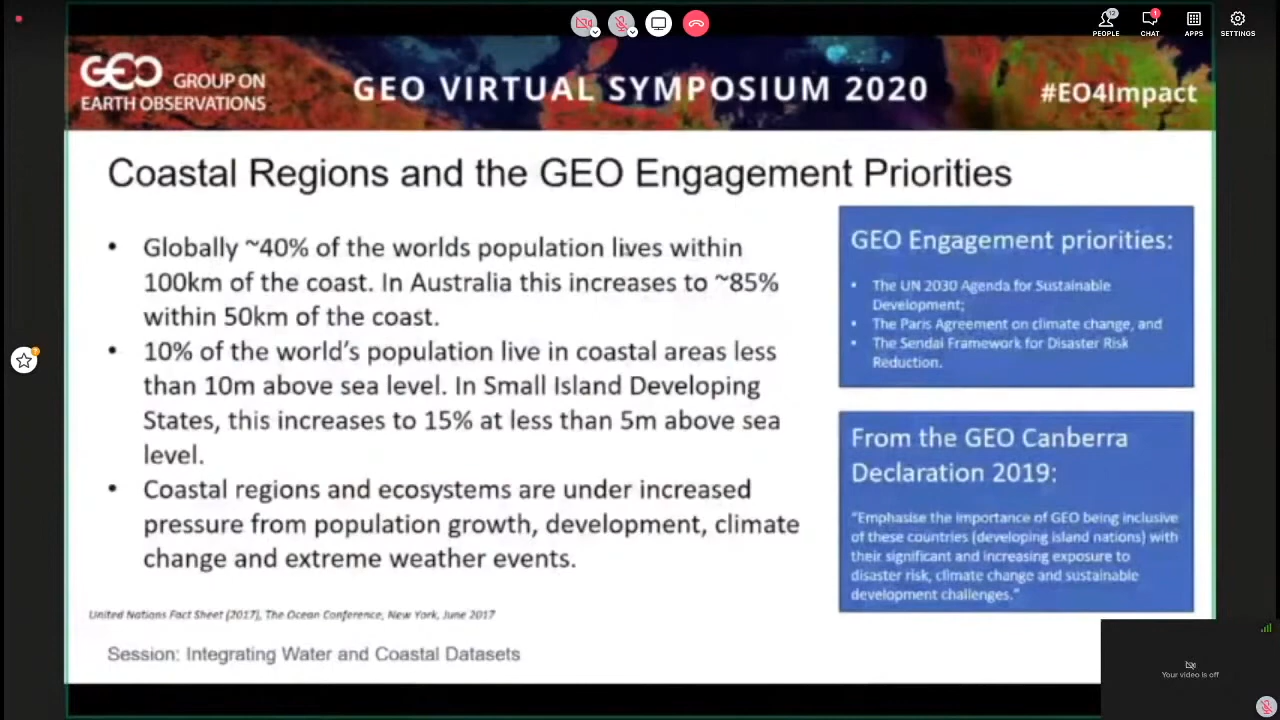 12
1
PEOPLE
CHAT
APPS
SETTINGS
GEO GROUP ON
EARTH OBSERVATIONS
GEO VIRTUAL SYMPOSIUM 2020
#EO4Impact
Coastal Regions and the GEO Engagement Priorities
• Globally ~40% of the worlds population lives within
100km of the coast. In Australia this increases to ~85%
within 50km of the coast.
• 10% of the world's population live in coastal areas less
than 10m above sea level. In Small Island Developing
States, this increases to 15% at less than 5m above sea
level.
• Coastal regions and ecosystems are under increased
pressure from population growth, development, climate
change and extreme weather events.
United Nations Fact Sheet (2017), The Ocean Conference, New York, June 2017
Session: Integrating Water and Coastal Datasets
GEO Engagement priorities:
• The UN 2030 Agenda for Sustainable
Development;
• The Paris Agreement on climate change, and
• The Sendai Framework for Disaster Risk
Reduction.
From the GEO Canberra
Declaration 2019:
"Emphasise the importance of GEO being inclusive
of these countries (developing island nations) with
their significant and increasing exposure to
disaster risk, climate change and sustainable
development challenges."
Your video is off